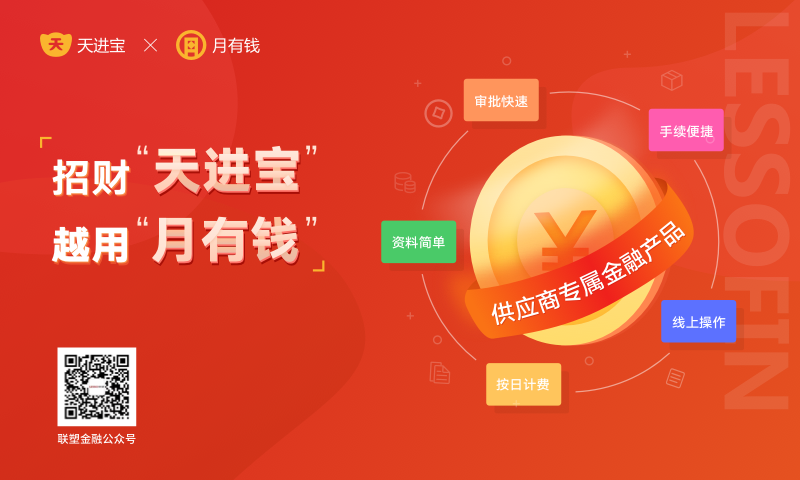 天进宝 × 月有钱
招财“天进宝”
越用“月有钱”
审批快速
手续便捷
资料简单
供应商专属金融产品
线上操作
按日计费
联塑金融公众号
LESSOFIN